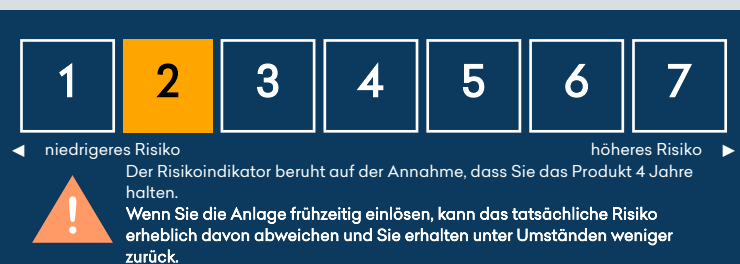 1 2 3 4 5 6 7
◄ niedrigeres Risiko höheres Risiko ►
Der Risikoindikator beruht auf der Annahme, dass Sie das Produkt 4 Jahre
halten.
Wenn Sie die Anlage frühzeitig einlösen, kann das tatsächliche Risiko
erheblich davon abweichen und Sie erhalten unter Umständen weniger
zurück.
!